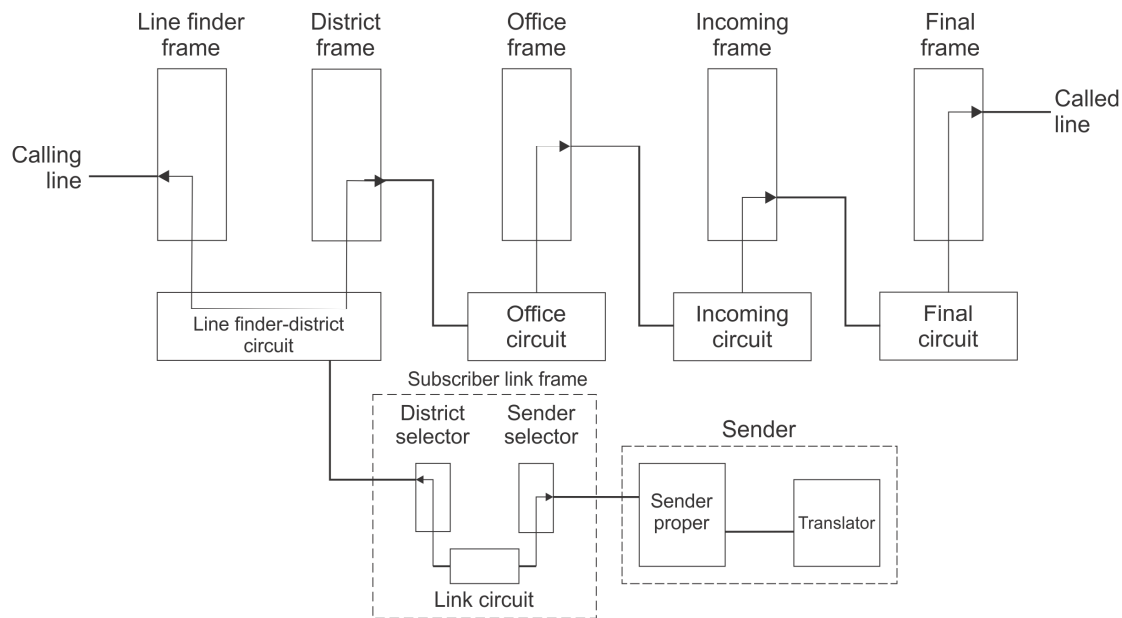 Line finder
frame
District
frame
Office
frame
Incoming
frame
Final
frame
Calling
line
Called
line
Line finder-district
circuit
Office
circuit
Incoming
circuit
Final
circuit
Subscriber link frame
District
selector
Sender
selector
Link circuit
Sender
Sender
proper
Translator